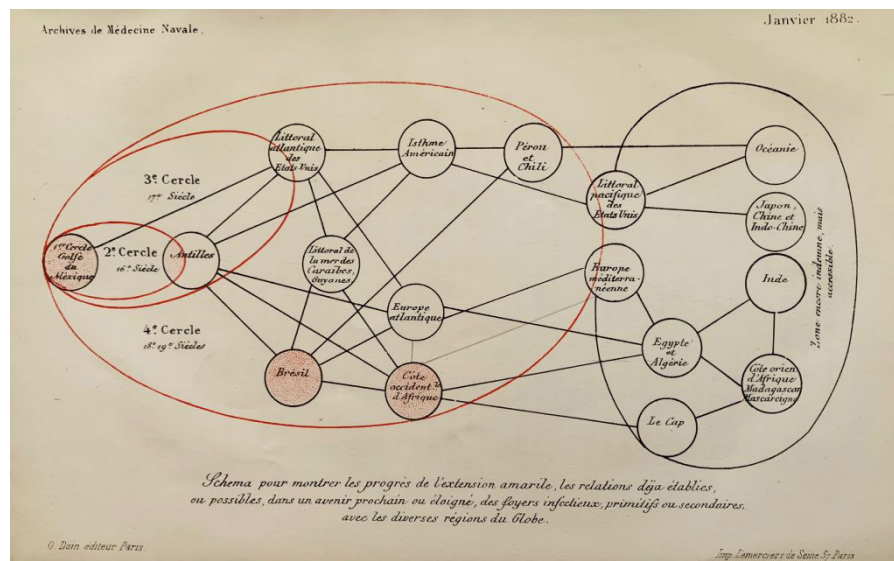 Archives de Médecine Navale.
Janvier 1882.
Littoral
atlantique
des
Etats-Unis
Isthme
Américain
Pérou
et
Chili
Océanie
3e. Cercle
17me. Siècle
Littoral
pacifique
des
Etats Unis
Japon,
Chine et
Indo-Chine
1er. Cercle
Golfe
du
Méxique
2e. Cercle
16e. Siècle
Antilles
Littoral de
la mer des
Caraïbes,
Guyanes.
Europe
méditerra-
néenne
Inde
Zone encore indemne, mais
accessible.
Europe
atlantique
4e. Cercle
18e. 19e. Siècles
Egypte
et
Algérie
Brésil
Côte
occident.le
d'Afrique
Côte orient.
d'Afrique
Madagascar
Mascareigne
Le Cap
Schema pour montrer les progrès de l'extension amarile, les relations déja établies,
ou possibles, dans un avenir prochain ou éloigné, des foyers infectieux, primitifs ou secondaires,
avec les diverses régions du Globe.
O. Doin editeur Paris.
Imp. Lemercier r. de Seine 57 Paris